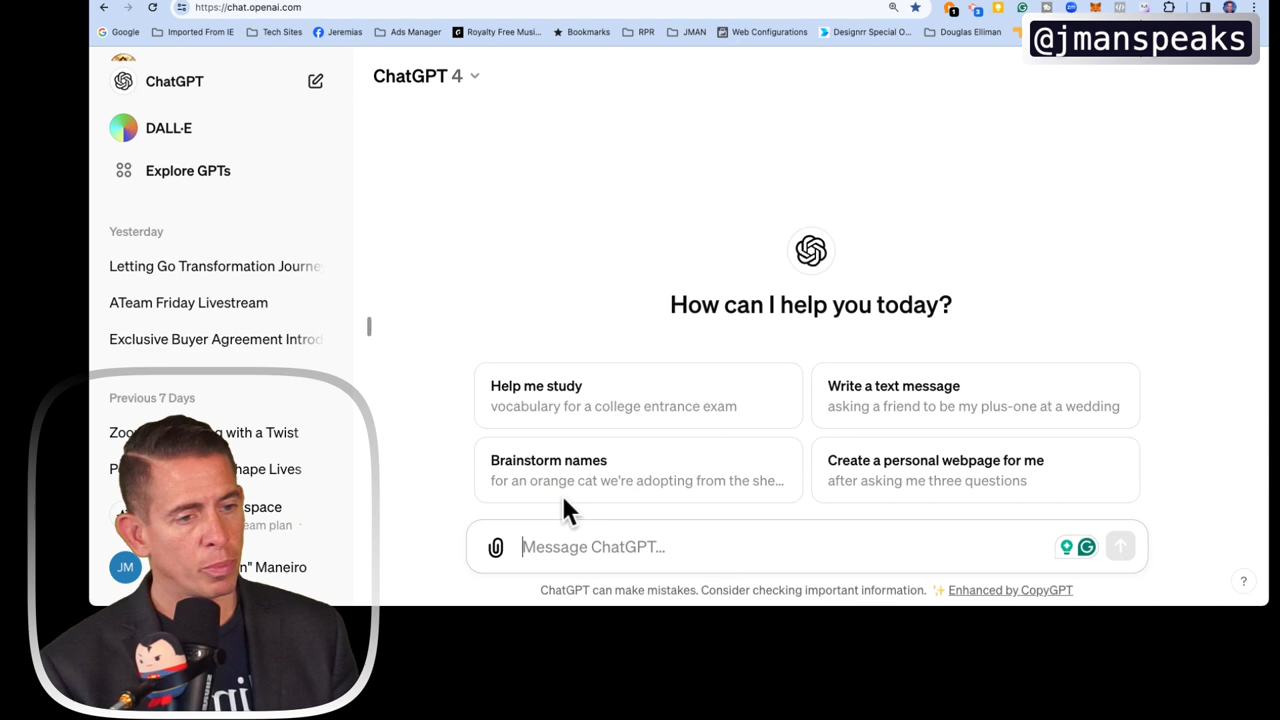 https://chat.openai.com
@jmanspeaks
Google Imported From IE Tech Sites Jeremias Ads Manager Royalty Free Musi... Bookmarks RPR JMAN Web Configurations Designrr Special O... Douglas Elliman
ChatGPT
ChatGPT 4
DALL·E
Explore GPTs
Yesterday
Letting Go Transformation Journe
ATeam Friday Livestream
Exclusive Buyer Agreement Introd
Previous 7 Days
with a Twist
hape Lives
space
eam plan ·
JM n" Maneiro
How can I help you today?
Help me study
vocabulary for a college entrance exam
Write a text message
asking a friend to be my plus-one at a wedding
Brainstorm names
for an orange cat we're adopting from the she...
Create a personal webpage for me
after asking me three questions
Message ChatGPT...
ChatGPT can make mistakes. Consider checking important information. ✨ Enhanced by CopyGPT
?